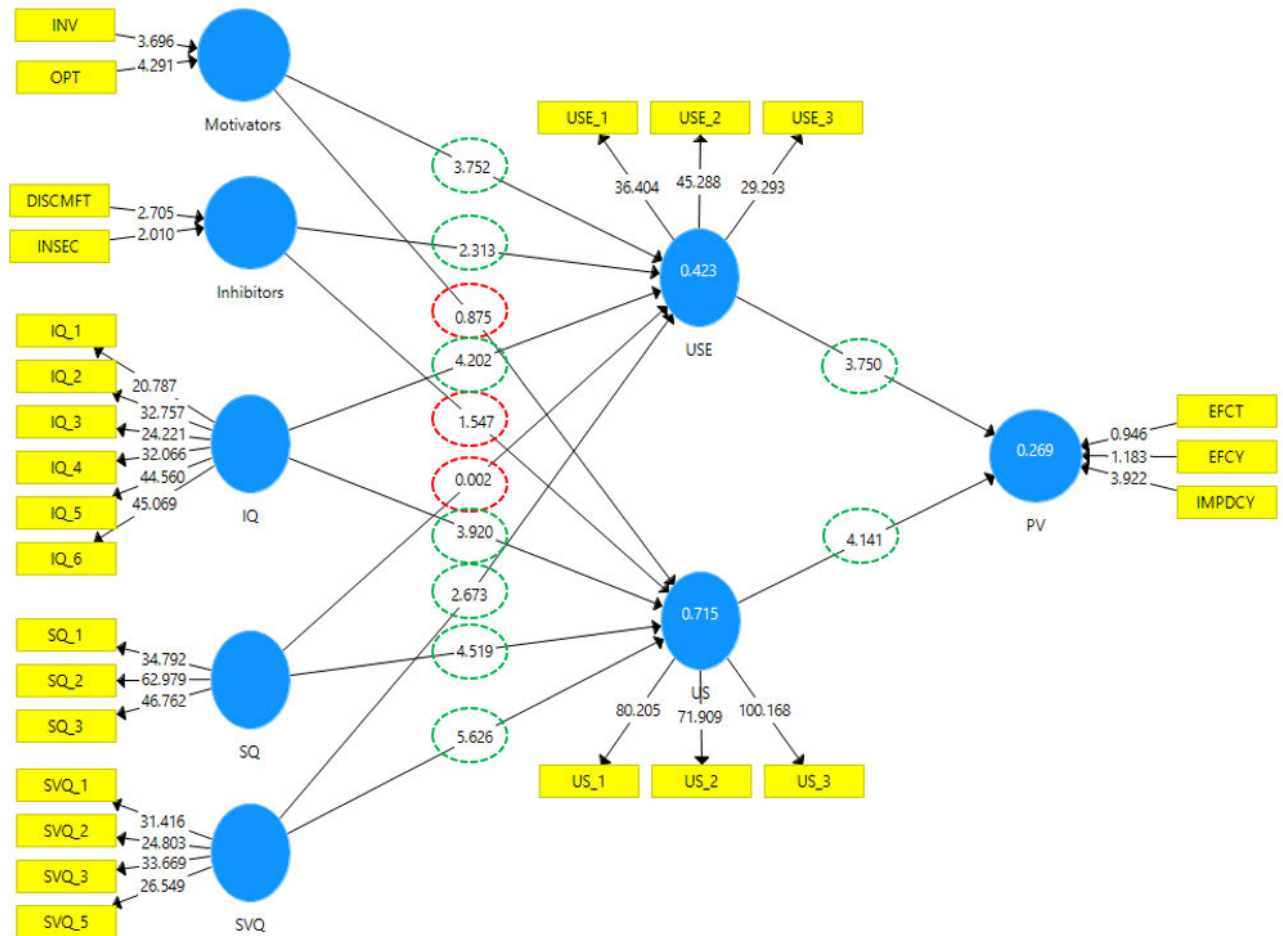 INV
3.696
OPT
4.291
Motivators
USE_1
USE_2
USE_3
36.404
45.288
29.293
3.752
DISCMFT
2.705
INSEC
2.010
Inhibitors
2.313
0.423
USE
0.875
4.202
1.547
0.002
3.920
2.673
4.519
5.626
3.750
4.141
IQ_1
IQ_2
IQ_3
IQ_4
IQ_5
IQ_6
20.787
32.757
24.221
32.066
44.560
45.069
IQ
0.269
PV
EFCT
0.946
EFCY
1.183
IMPDCY
3.922
SQ_1
SQ_2
SQ_3
34.792
62.979
46.762
SQ
0.715
US
80.205
71.909
100.168
US_1
US_2
US_3
SVQ_1
SVQ_2
SVQ_3
SVQ_5
31.416
24.803
33.669
26.549
SVQ